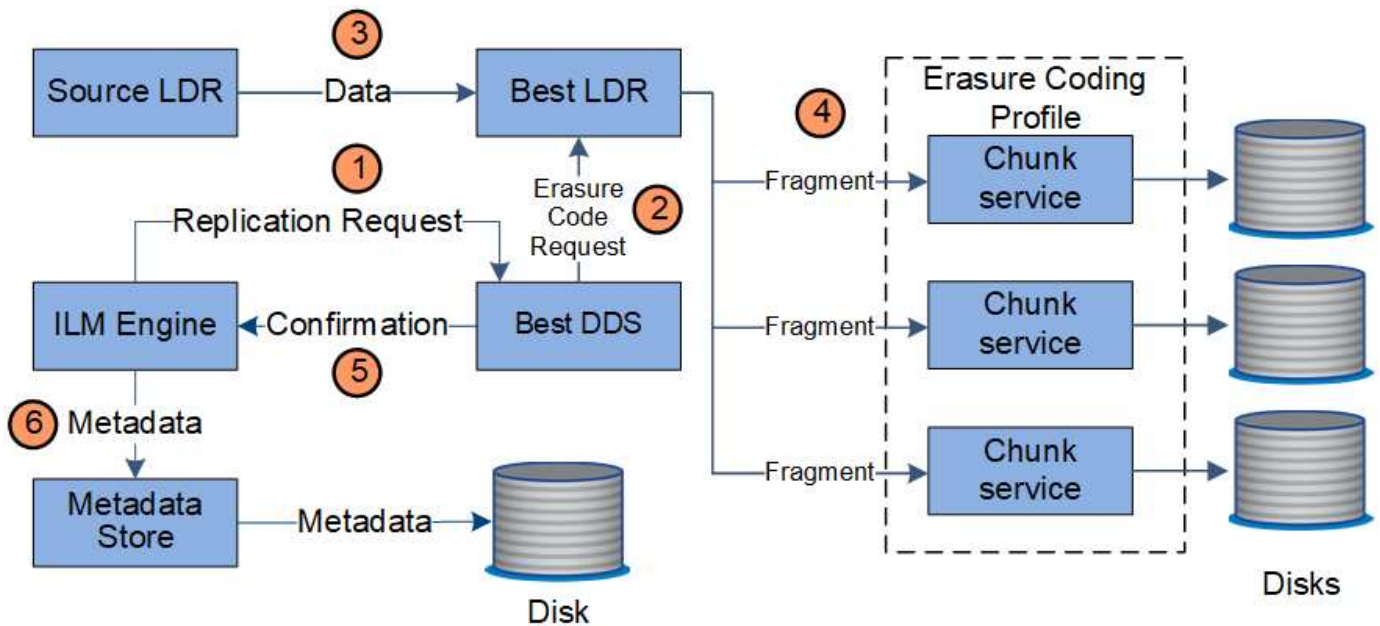 3
Source LDR
Data
Best LDR
4
Erasure Coding
Profile
Chunk
service
Fragment
1
Replication Request
Erasure
Code
Request
2
ILM Engine
Confirmation
Best DDS
5
Fragment
Chunk
service
6
Metadata
Metadata
Store
Metadata
Disk
Fragment
Chunk
service
Disks